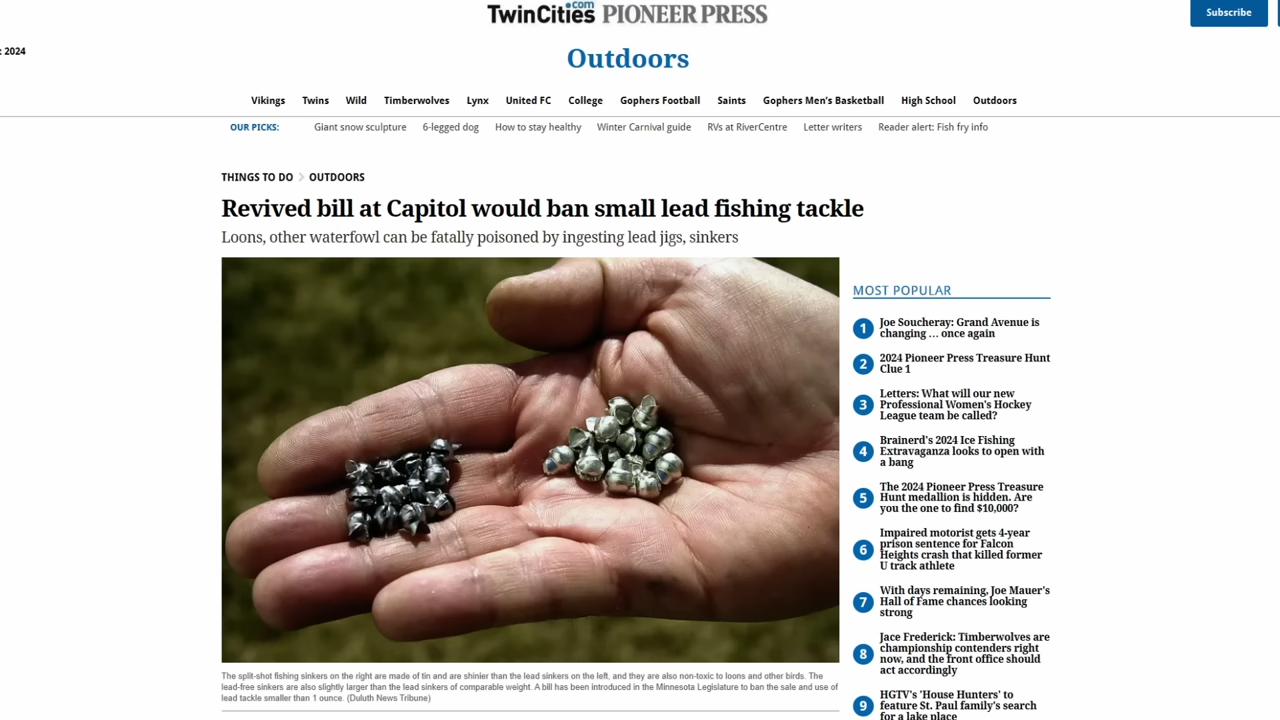 TwinCities.com PIONEER PRESS
Subscribe
2024
Outdoors
Vikings Twins Wild Timberwolves Lynx United FC College Gophers Football Saints Gophers Men's Basketball High School Outdoors
OUR PICKS: Giant snow sculpture 6-legged dog How to stay healthy Winter Carnival guide RVs at RiverCentre Letter writers Reader alert: Fish fry info
THINGS TO DO > OUTDOORS
Revived bill at Capitol would ban small lead fishing tackle
Loons, other waterfowl can be fatally poisoned by ingesting lead jigs, sinkers
The split-shot fishing sinkers on the right are made of tin and are shinier than the lead sinkers on the left, and they are also non-toxic to loons and other birds. The
lead-free sinkers are also slightly larger than the lead sinkers of comparable weight. A bill has been introduced in the Minnesota Legislature to ban the sale and use of
lead tackle smaller than 1 ounce. (Duluth News Tribune)
MOST POPULAR
1 Joe Soucheray: Grand Avenue is
changing … once again
2 2024 Pioneer Press Treasure Hunt
Clue 1
3 Letters: What will our new
Professional Women's Hockey
League team be called?
4 Brainerd's 2024 Ice Fishing
Extravaganza looks to open with
a bang
5 The 2024 Pioneer Press Treasure
Hunt medallion is hidden. Are
you the one to find $10,000?
6 Impaired motorist gets 4-year
prison sentence for Falcon
Heights crash that killed former
U track athlete
7 With days remaining, Joe Mauer's
Hall of Fame chances looking
strong
8 Jace Frederick: Timberwolves are
championship contenders right
now, and the front office should
act accordingly
9 HGTV's 'House Hunters' to
feature St. Paul family's search
for a lake place